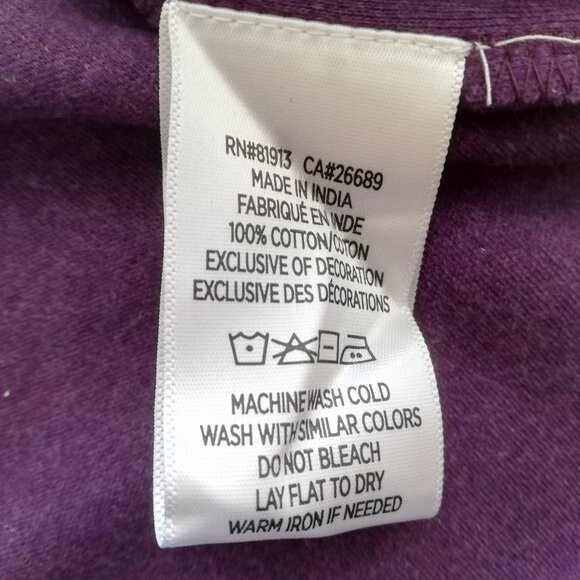 RN#81913 CA#26689
MADE IN INDIA
FABRIQUÉ EN INDE
100% COTTON/COTON
EXCLUSIVE OF DECORATION
EXCLUSIVE DES DÉCORATIONS
MACHINE WASH COLD
WASH WITH SIMILAR COLORS
DO NOT BLEACH
LAY FLAT TO DRY
WARM IRON IF NEEDED